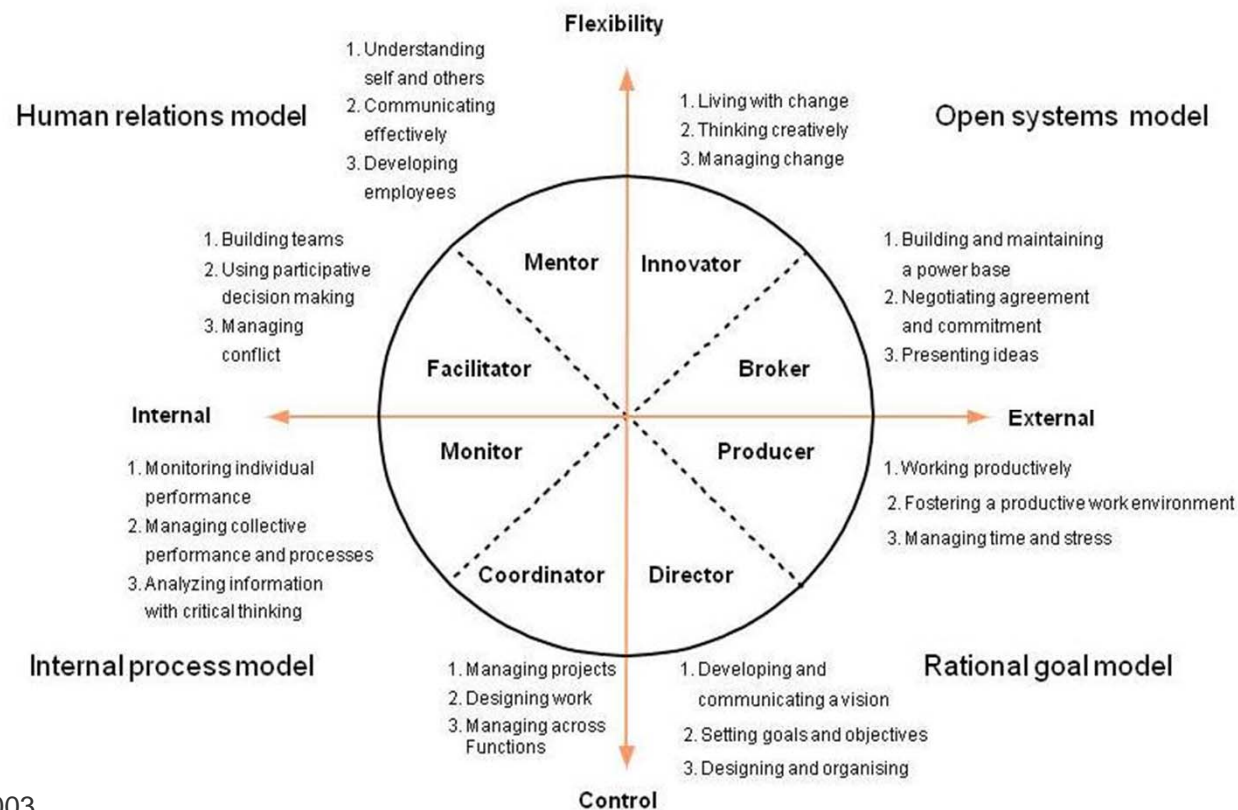 Flexibility
1. Understanding
self and others
2. Communicating
effectively
3. Developing
employees
Human relations model
1. Living with change
2. Thinking creatively
3. Managing change
Open systems model
1. Building teams
2. Using participative
decision making
3. Managing
conflict
Mentor
Innovator
1. Building and maintaining
a power base
2. Negotiating agreement
and commitment
3. Presenting ideas
Facilitator
Broker
Internal
External
Monitor
Producer
1. Monitoring individual
performance
2. Managing collective
performance and processes
3. Analyzing information
with critical thinking
1. Working productively
2. Fostering a productive work environment
3. Managing time and stress
Coordinator
Director
Internal process model
1. Managing projects
2. Designing work
3. Managing across
Functions
1. Developing and
communicating a vision
2. Setting goals and objectives
3. Designing and organising
Rational goal model
Control